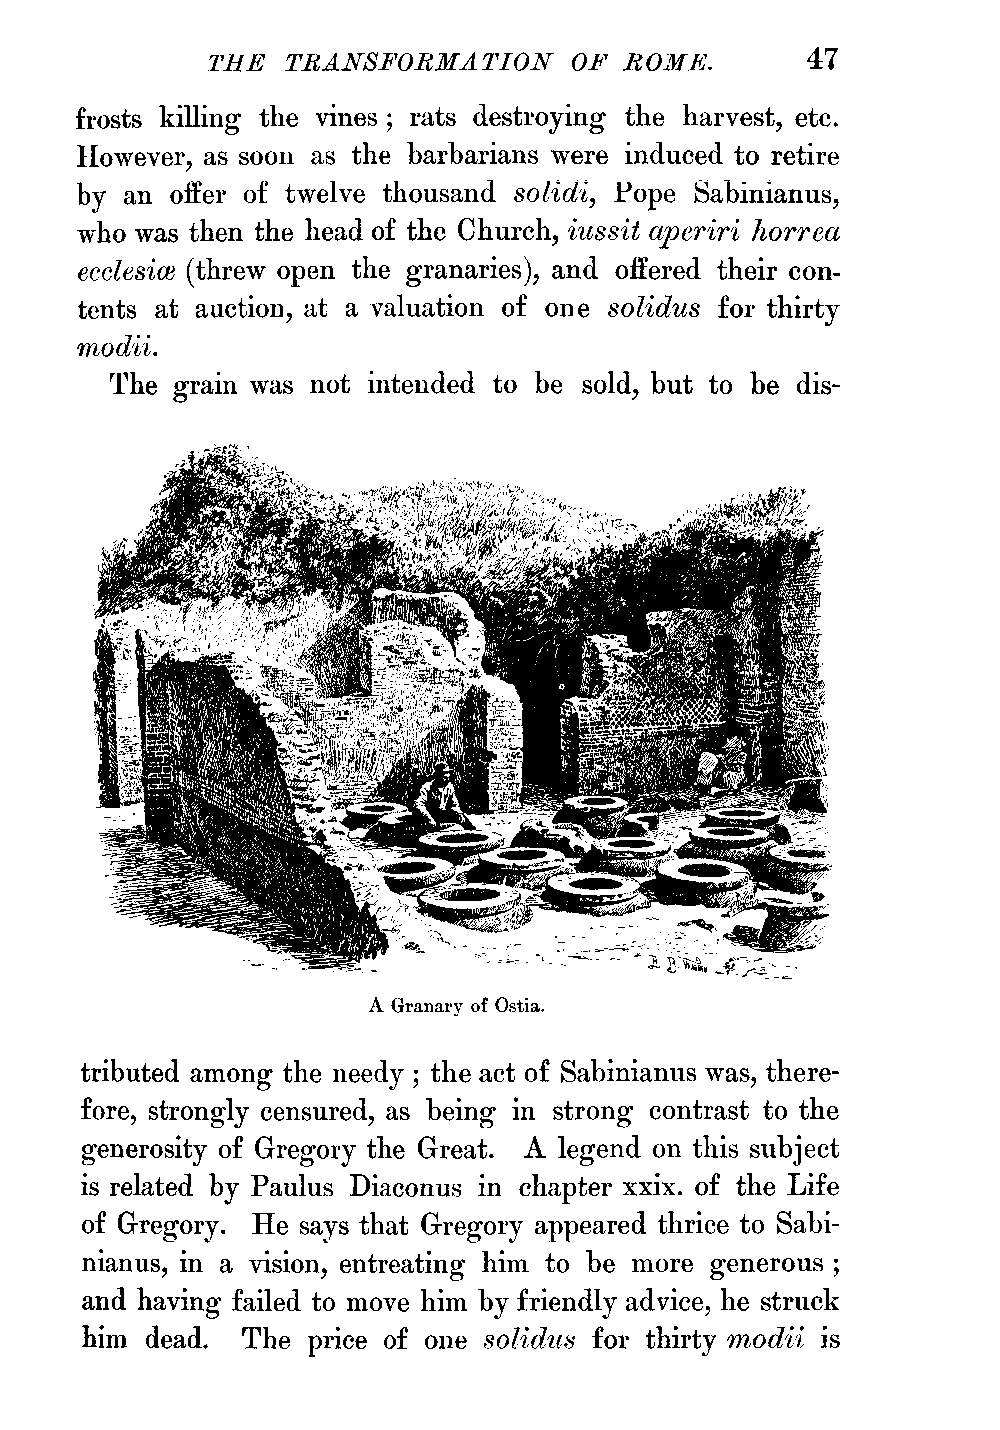 THE TRANSFORMATION OF ROME. 47
frosts killing the vines ; rats destroying the harvest, etc.
However, as soon as the barbarians were induced to retire
by an offer of twelve thousand solidi, Pope Sabinianus,
who was then the head of the Church, iussit aperiri horrea
ecclesiæ (threw open the granaries), and offered their con-
tents at auction, at a valuation of one solidus for thirty
modii.
The grain was not intended to be sold, but to be dis-
A Granary of Ostia.
tributed among the needy ; the act of Sabinianus was, there-
fore, strongly censured, as being in strong contrast to the
generosity of Gregory the Great. A legend on this subject
is related by Paulus Diaconus in chapter xxix. of the Life
of Gregory. He says that Gregory appeared thrice to Sabi-
nianus, in a vision, entreating him to be more generous ;
and having failed to move him by friendly advice, he struck
him dead. The price of one solidus for thirty modii is